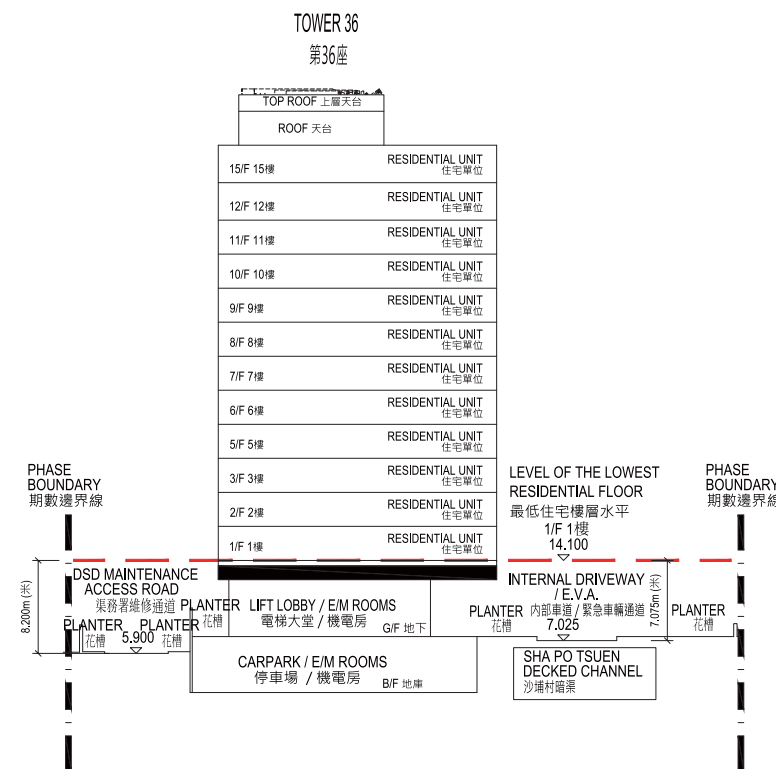 TOWER 36
第36座
TOP ROOF 上層天台
ROOF 天台
15/F 15樓
RESIDENTIAL UNIT
住宅單位
12/F 12樓
RESIDENTIAL UNIT
住宅單位
11/F 11樓
RESIDENTIAL UNIT
住宅單位
10/F 10樓
RESIDENTIAL UNIT
住宅單位
9/F 9樓
RESIDENTIAL UNIT
住宅單位
8/F 8樓
RESIDENTIAL UNIT
住宅單位
7/F 7樓
RESIDENTIAL UNIT
住宅單位
6/F 6樓
RESIDENTIAL UNIT
住宅單位
5/F 5樓
RESIDENTIAL UNIT
住宅單位
3/F 3樓
RESIDENTIAL UNIT
住宅單位
2/F 2樓
RESIDENTIAL UNIT
住宅單位
1/F 1樓
RESIDENTIAL UNIT
住宅單位
PHASE
BOUNDARY
期數邊界線
LEVEL OF THE LOWEST
RESIDENTIAL FLOOR
最低住宅樓層水平
1/F 1樓
14.100
PHASE
BOUNDARY
期數邊界線
8.200m (米)
DSD MAINTENANCE
ACCESS ROAD
渠務署維修通道
PLANTER
花槽
5.900
PLANTER
花槽
PLANTER
花槽
LIFT LOBBY / E/M ROOMS
電梯大堂 / 機電房
G/F 地下
CARPARK / E/M ROOMS
停車場 / 機電房
B/F 地庫
INTERNAL DRIVEWAY
/ E.V.A.
內部車道 / 緊急車輛通道
7.025
PLANTER
花槽
7.075m (米)
PLANTER
花槽
SHA PO TSUEN
DECKED CHANNEL
沙埔村暗渠